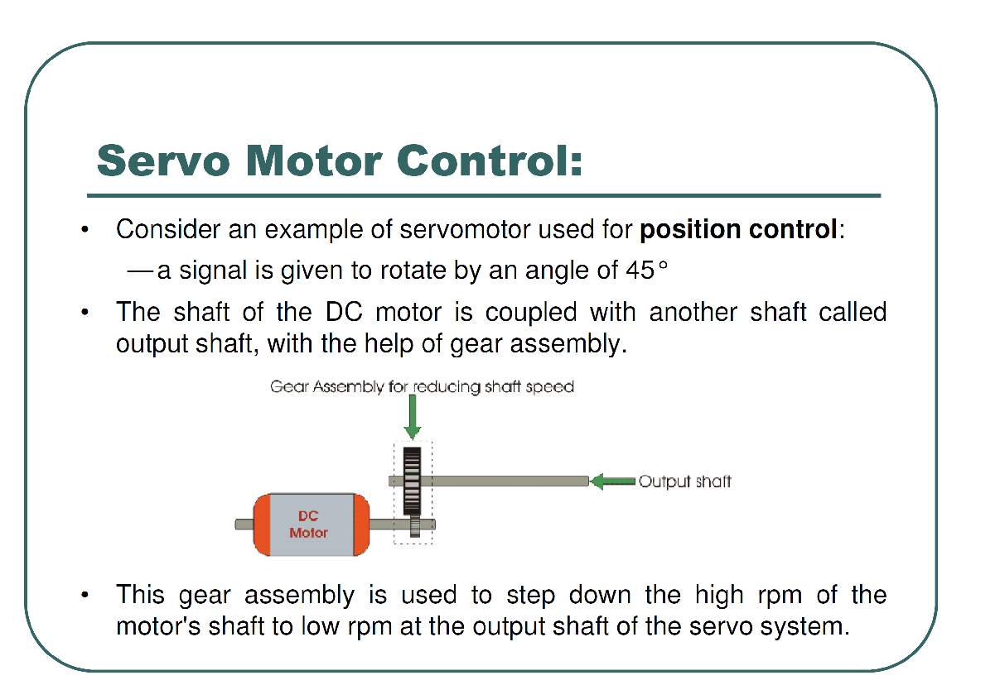 Servo Motor Control:
• Consider an example of servomotor used for position control:
—a signal is given to rotate by an angle of 45°
• The shaft of the DC motor is coupled with another shaft called
output shaft, with the help of gear assembly.
Gear Assembly for reducing shaft speed
Output shaft
DC
Motor
• This gear assembly is used to step down the high rpm of the
motor's shaft to low rpm at the output shaft of the servo system.